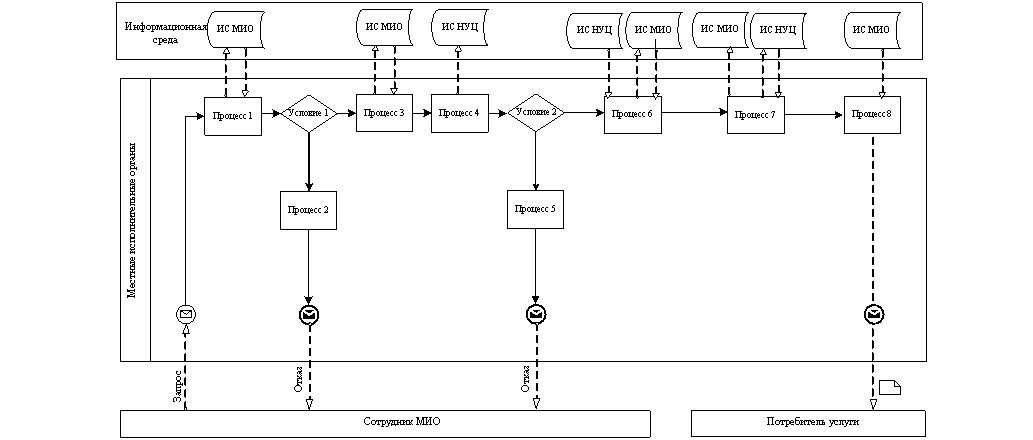 Информационная
среда
ИС МИО
ИС МИО
ИС НУЦ
ИС НУЦ
ИС МИО
ИС МИО
ИС НУЦ
ИС МИО
Местные исполнительные органы
Процесс 1
Условие 1
Процесс 3
Процесс 4
Условие 2
Процесс 6
Процесс 7
Процесс 8
Процесс 2
Процесс 5
Запрос
Отказ
Отказ
Сотрудник МИО
Потребитель услуги